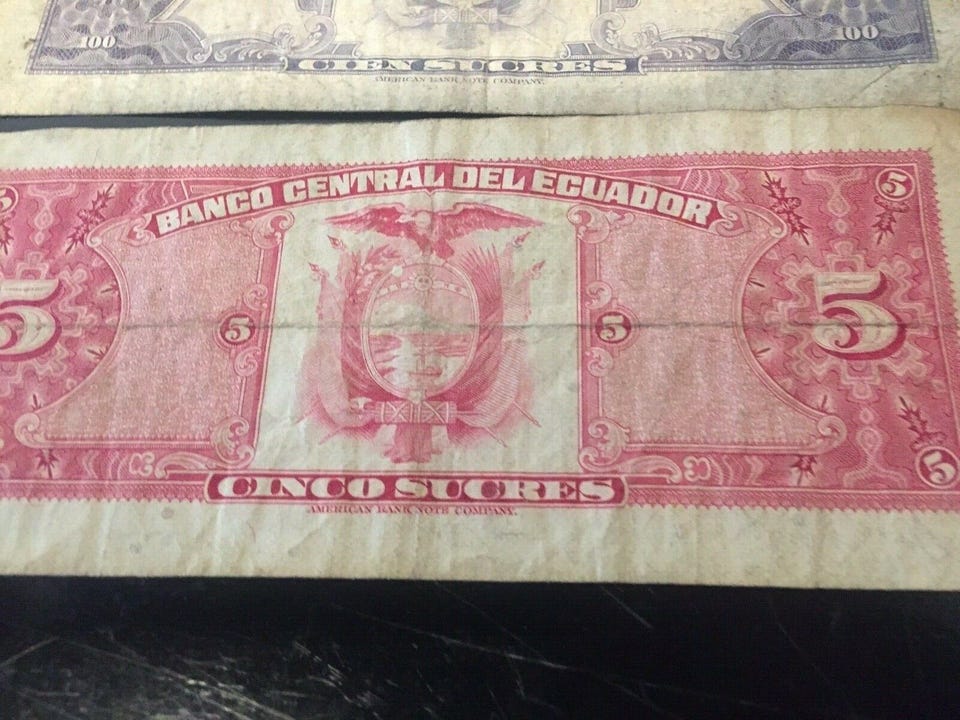 100 100
CIEN SUCRES
AMERICAN BANK NOTE COMPANY.
BANCO CENTRAL DEL ECUADOR
5 5
5 5 5 5
CINCO SUCRES
5
AMERICAN BANK NOTE COMPANY.